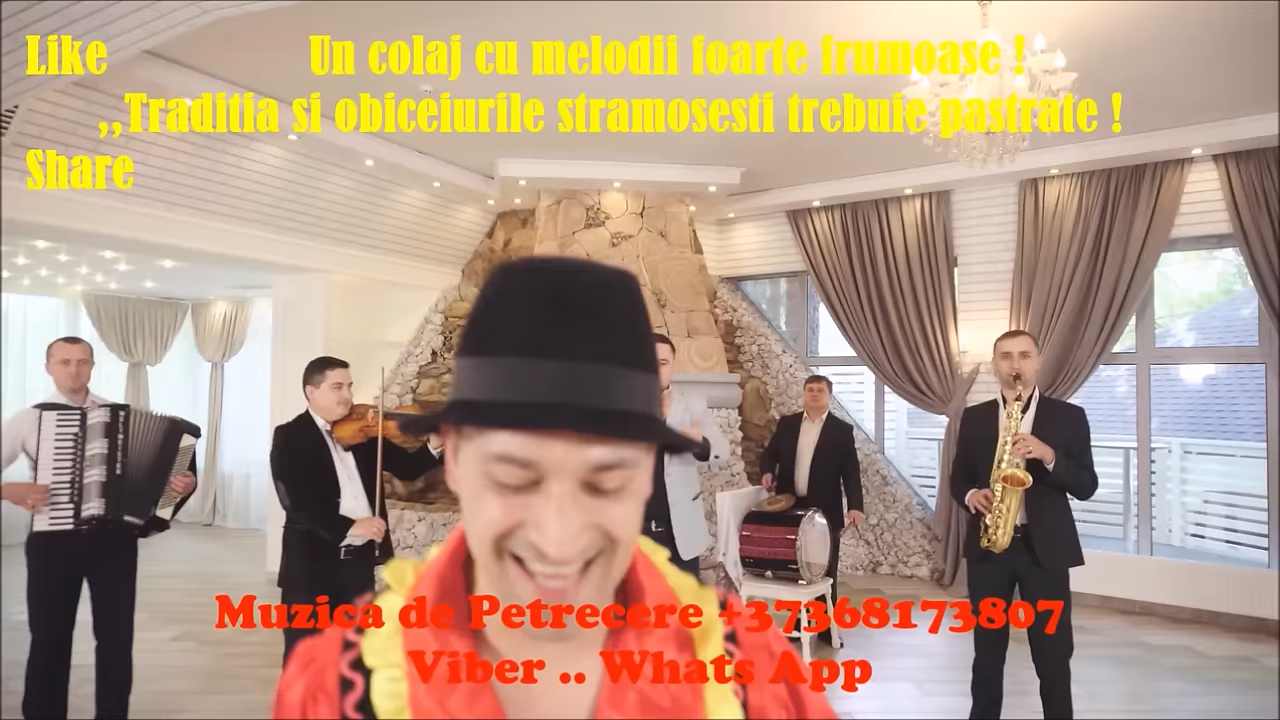 Like Un colaj cu melodii foarte frumoase !
,,Traditia si obiceiurile stramosesti trebuie pastrate !
Share
Muzica de Petrecere +37368173807
Viber .. Whats App